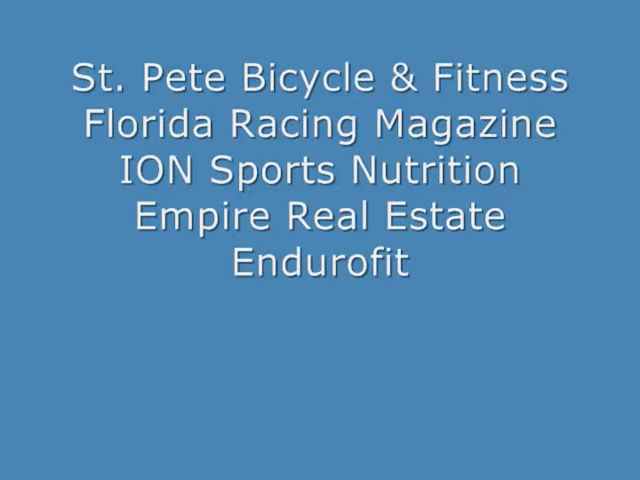 St. Pete Bicycle & Fitness
Florida Racing Magazine
ION Sports Nutrition
Empire Real Estate
Endurofit